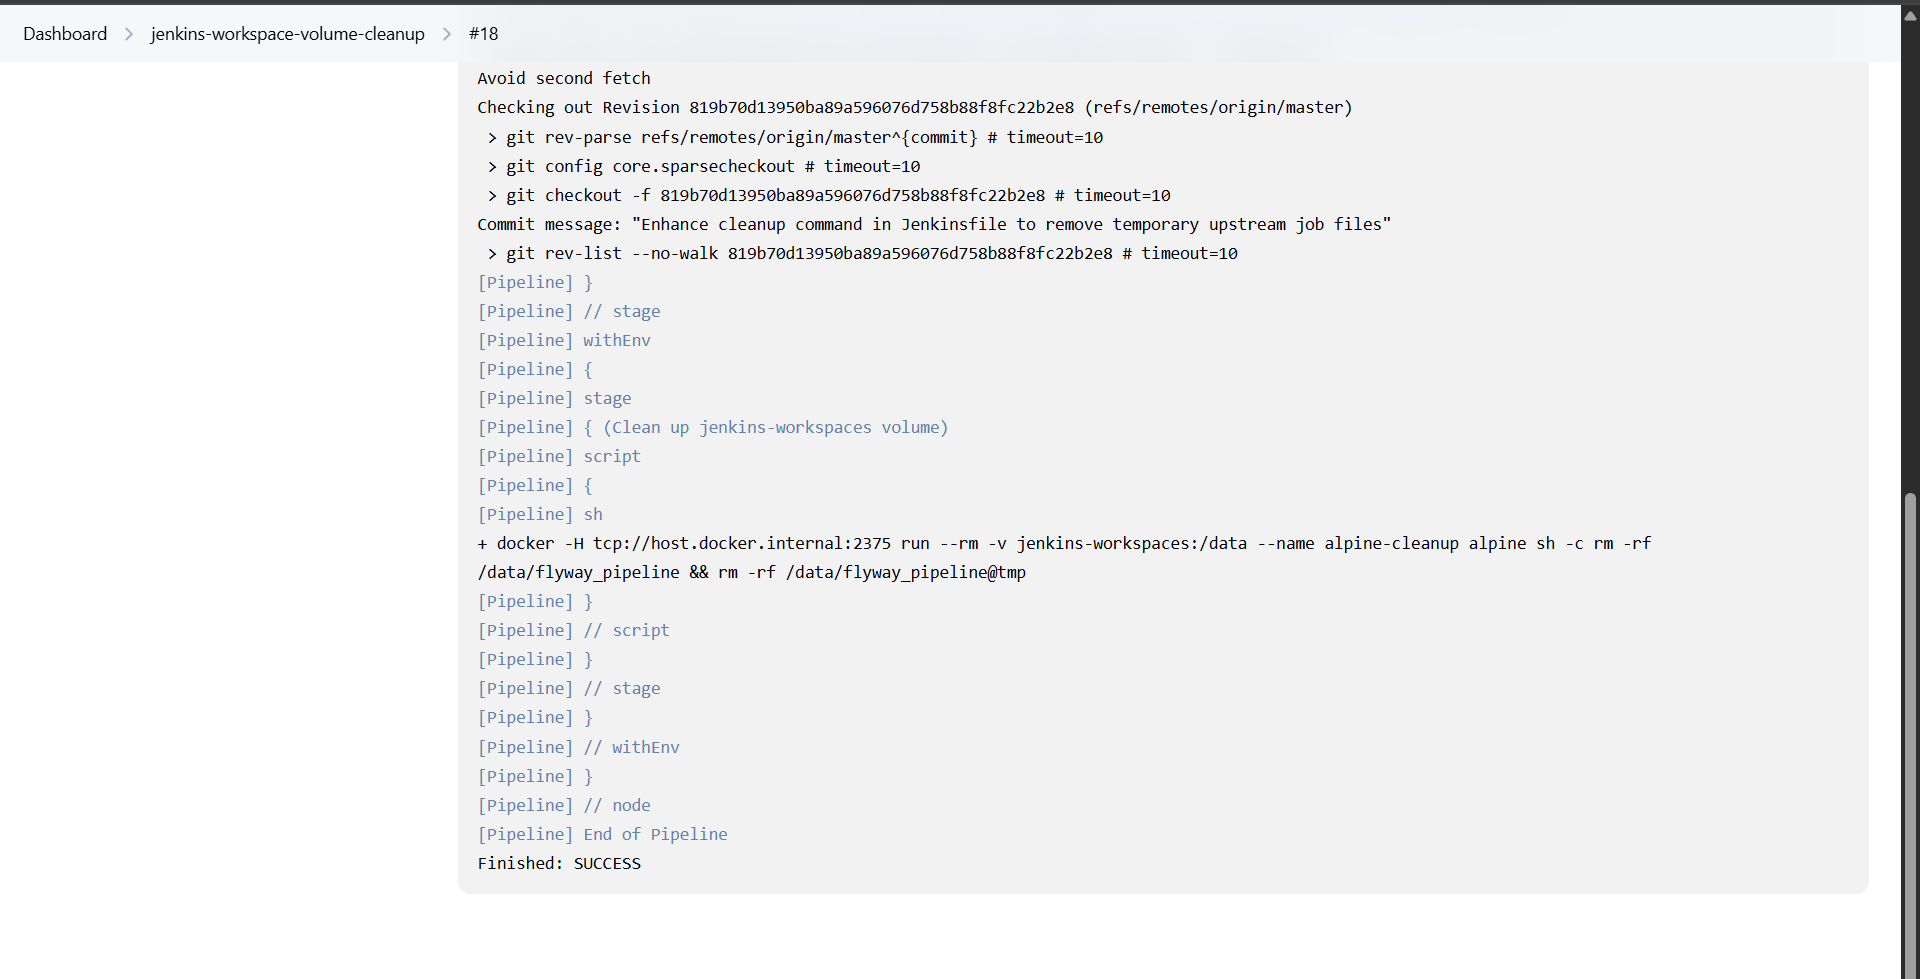 Dashboard > jenkins-workspace-volume-cleanup > #18
Avoid second fetch
Checking out Revision 819b70d13950ba89a596076d758b88f8fc22b2e8 (refs/remotes/origin/master)
 > git rev-parse refs/remotes/origin/master^{commit} # timeout=10
 > git config core.sparsecheckout # timeout=10
 > git checkout -f 819b70d13950ba89a596076d758b88f8fc22b2e8 # timeout=10
Commit message: "Enhance cleanup command in Jenkinsfile to remove temporary upstream job files"
 > git rev-list --no-walk 819b70d13950ba89a596076d758b88f8fc22b2e8 # timeout=10
[Pipeline] }
[Pipeline] // stage
[Pipeline] withEnv
[Pipeline] {
[Pipeline] stage
[Pipeline] { (Clean up jenkins-workspaces volume)
[Pipeline] script
[Pipeline] {
[Pipeline] sh
+ docker -H tcp://host.docker.internal:2375 run --rm -v jenkins-workspaces:/data --name alpine-cleanup alpine sh -c rm -rf
/data/flyway_pipeline && rm -rf /data/flyway_pipeline@tmp
[Pipeline] }
[Pipeline] // script
[Pipeline] }
[Pipeline] // stage
[Pipeline] }
[Pipeline] // withEnv
[Pipeline] }
[Pipeline] // node
[Pipeline] End of Pipeline
Finished: SUCCESS